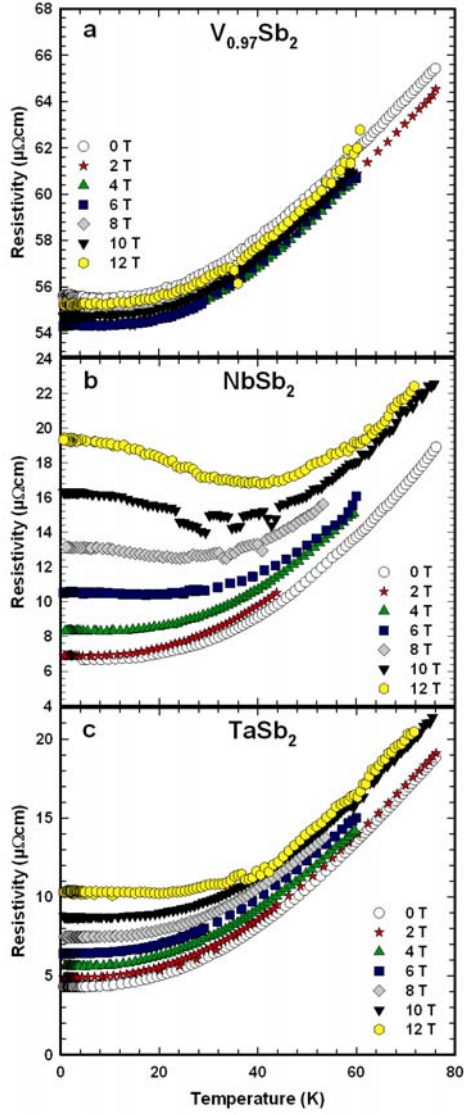 68
66
64
62
60
58
56
54
52
Resistivity (µΩcm)
a
V0.97Sb2
0 T
2 T
4 T
6 T
8 T
10 T
12 T
24
22
20
18
16
14
12
10
8
6
4
Resistivity (µΩcm)
b
NbSb2
0 T
2 T
4 T
6 T
8 T
10 T
12 T
20
15
10
5
0
Resistivity (µΩcm)
c
TaSb2
0 T
2 T
4 T
6 T
8 T
10 T
12 T
0 20 40 60 80
Temperature (K)